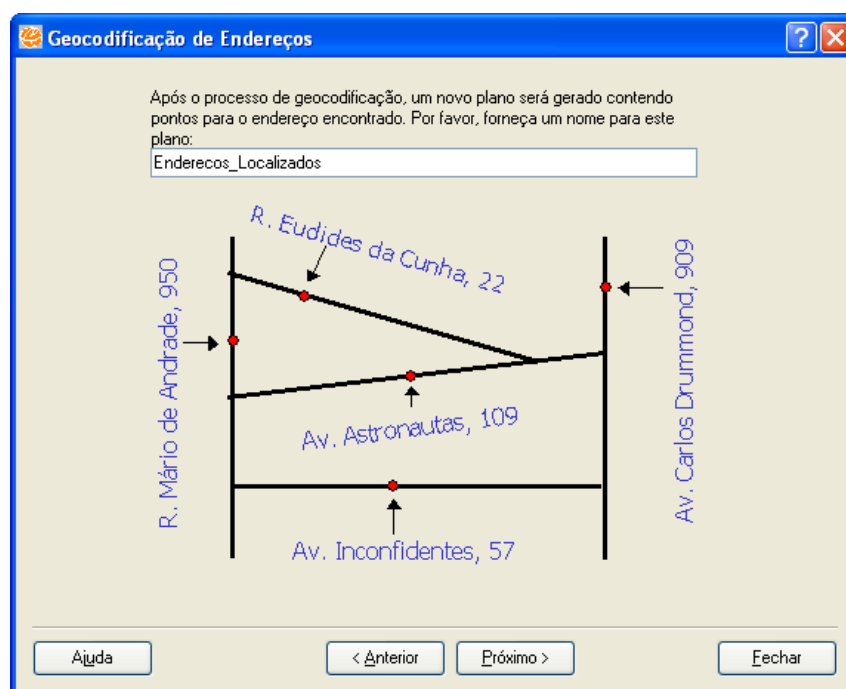 Geocodificação de Endereços
Após o processo de geocodificação, um novo plano será gerado contendo
pontos para o endereço encontrado. Por favor, forneça um nome para este
plano:
Enderecos_Localizados
R. Eudides da Cunha, 22
R. Mário de Andrade, 950
Av. Carlos Drummond, 909
Av. Astronautas, 109
Av. Inconfidentes, 57
Ajuda
< Anterior
Próximo >
Fechar